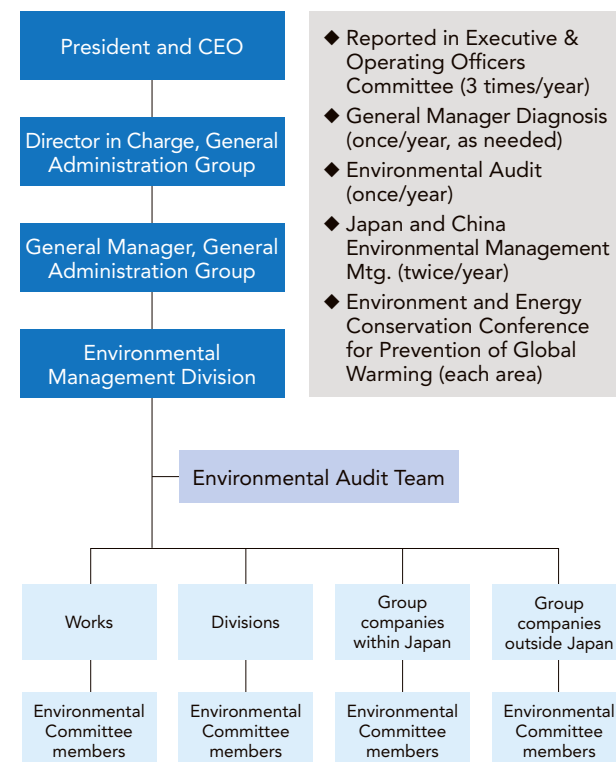 President and CEO
Director in Charge, General
Administration Group
General Manager, General
Administration Group
Environmental
Management Division
◆ Reported in Executive &
Operating Officers
Committee (3 times/year)
◆ General Manager Diagnosis
(once/year, as needed)
◆ Environmental Audit
(once/year)
◆ Japan and China
Environmental Management
Mtg. (twice/year)
◆ Environment and Energy
Conservation Conference
for Prevention of Global
Warming (each area)
Environmental Audit Team
Works
Divisions
Group
companies
within Japan
Group
companies
outside Japan
Environmental
Committee
members
Environmental
Committee
members
Environmental
Committee
members
Environmental
Committee
members